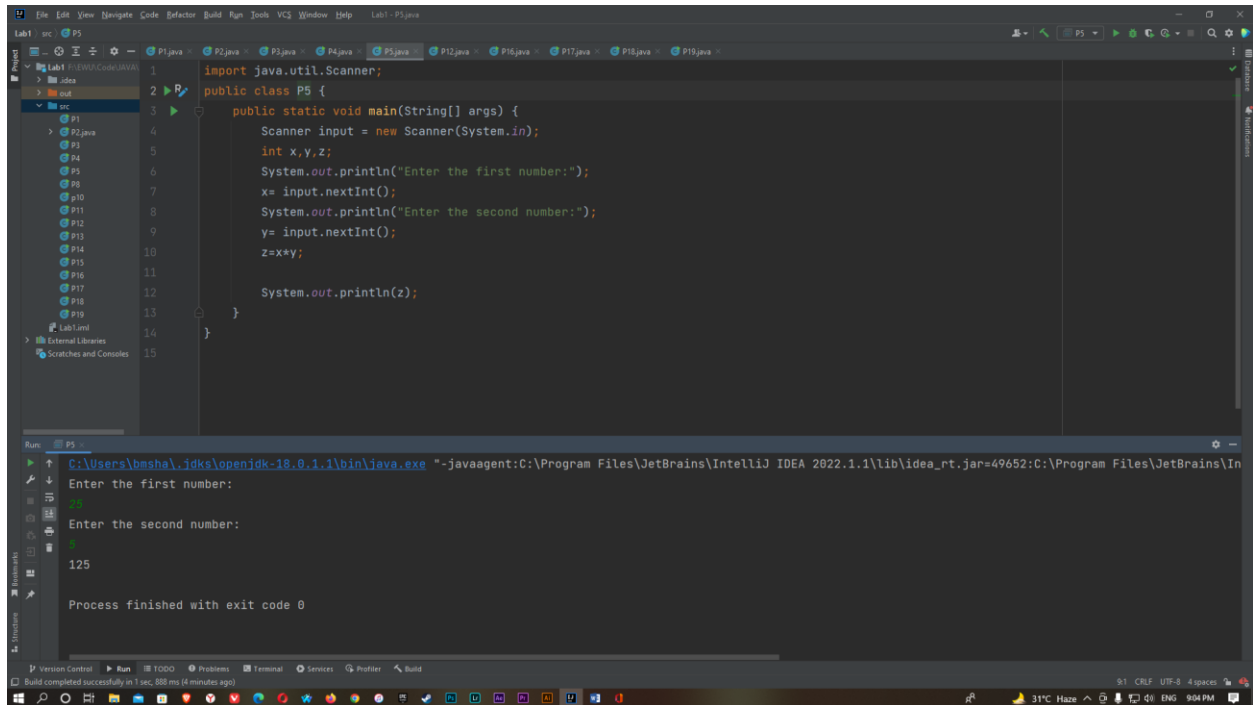 File Edit View Navigate Code Refactor Build Run Tools VCS Window Help Lab1 - P5.java
Lab1 src P5 P5
P1.java P2.java P3.java P4.java P5.java P12.java P16.java P17.java P18.java P19.java
Project
Lab1 F:\EWU\Code\JAVA\
.idea
out
src
P1
P2.java
P3
P4
P5
P8
p10
P11
P12
P13
P14
P15
P16
P17
P18
P19
Lab1.iml
External Libraries
Scratches and Consoles
1 import java.util.Scanner;
2 public class P5 {
3 public static void main(String[] args) {
4 Scanner input = new Scanner(System.in);
5 int x,y,z;
6 System.out.println("Enter the first number:");
7 x= input.nextInt();
8 System.out.println("Enter the second number:");
9 y= input.nextInt();
10 z=x*y;
11
12 System.out.println(z);
13 }
14 }
15
Database
Notifications
Run: P5
C:\Users\bmsha\.jdks\openjdk-18.0.1.1\bin\java.exe "-javaagent:C:\Program Files\JetBrains\IntelliJ IDEA 2022.1.1\lib\idea_rt.jar=49652:C:\Program Files\JetBrains\In
Enter the first number:
25
Enter the second number:
5
125
Process finished with exit code 0
Bookmarks
Structure
Version Control Run TODO Problems Terminal Services Profiler Build
Build completed successfully in 1 sec, 888 ms (4 minutes ago) 9:1 CRLF UTF-8 4 spaces
31°C Haze ENG 9:04 PM